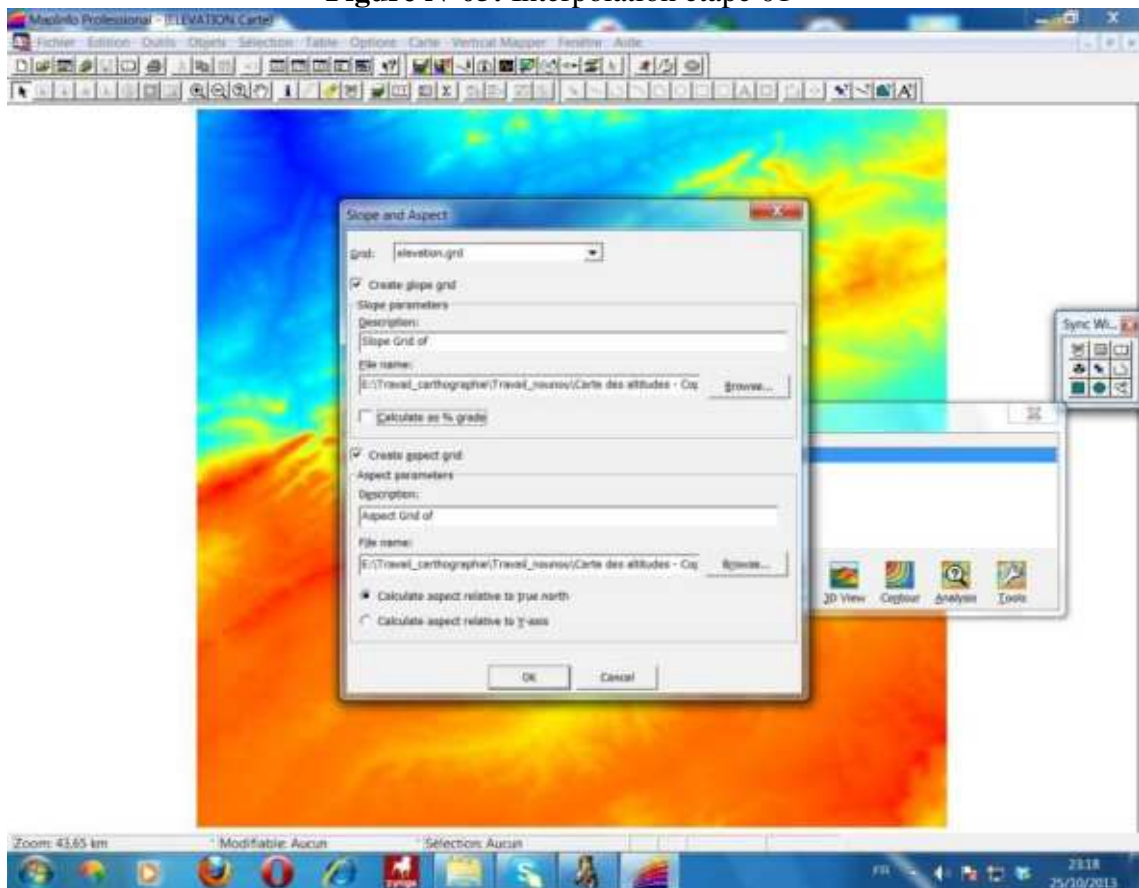 Figure N°05: Interpolation étape 01
MapInfo Professional - [ELEVATION Carte]
Fichier Edition Outils Objets Sélection Table Options Carte Vertical Mapper Fenêtre Aide
Slope and Aspect
Grid: elevation.grd
Create slope grid
Slope parameters
Description:
Slope Grid of
File name:
E:\Travail_carthographie\Travail_nounou\Carte des altitudes - Cop
Browse...
Calculate as % grade
Create aspect grid
Aspect parameters
Description:
Aspect Grid of
File name:
E:\Travail_carthographie\Travail_nounou\Carte des altitudes - Cop
Browse...
Calculate aspect relative to true north
Calculate aspect relative to Y-axis
OK Cancel
Sync Wi...
3D View Contour Analysis Tools
Zoom: 43,65 km Modifiable: Aucun Sélection: Aucun
FR 23:18
25/10/2013